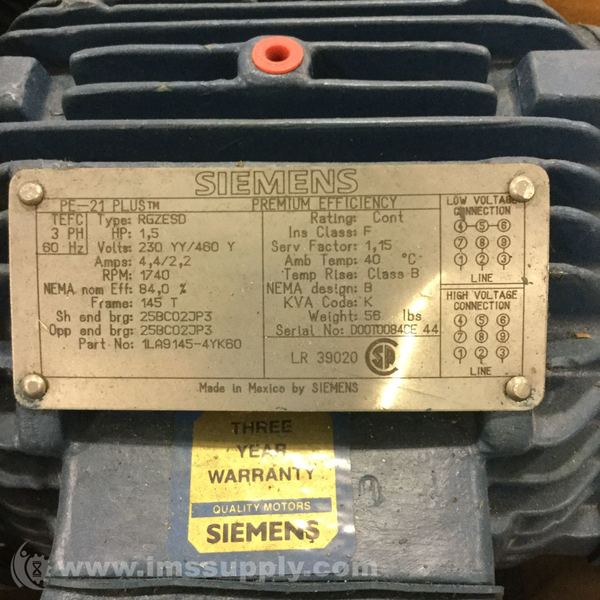 SIEMENS
PE-21 PLUS™ PREMIUM EFFICIENCY
TEFC
3 PH
60 Hz
Type: RGZESD
HP: 1,5
Volts: 230 YY/460 Y
Amps: 4,4/2,2
RPM: 1740
NEMA nom Eff: 84,0 %
Frame: 145 T
Sh end brg: 25BC02JP3
Opp end brg: 25BC02JP3
Part No: 1LA9145-4YK60
Rating: Cont
Ins Class: F
Serv Factor: 1,15
Amb Temp: 40 °C
Temp Rise: Class B
NEMA design: B
KVA Code: K
Weight: 56 lbs
Serial No: D00T0084CE 44
LR 39020 SA
LOW VOLTAGE
CONNECTION
4 5 6
7 8 9
1 2 3
LINE
HIGH VOLTAGE
CONNECTION
4 5 6
7 8 9
1 2 3
LINE
Made in Mexico by SIEMENS
THREE
YEAR
WARRANTY
QUALITY MOTORS
SIEMENS
www.imssupply.com
IMS